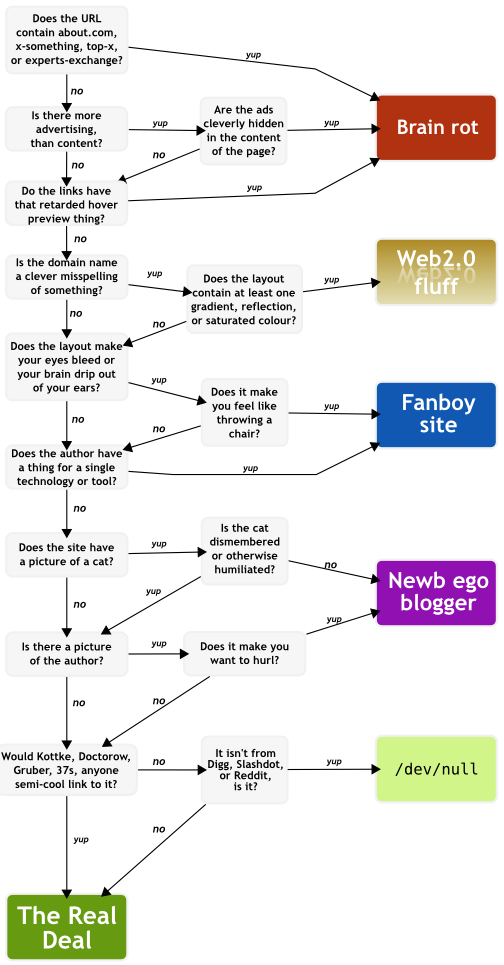 Does the URL
contain about.com,
x-something, top-x,
or experts-exchange?
yup
no
Is there more
advertising,
than content?
yup
Are the ads
cleverly hidden
in the content
of the page?
yup
Brain rot
no
no
Do the links have
that retarded hover
preview thing?
yup
no
Is the domain name
a clever misspelling
of something?
yup
Does the layout
contain at least one
gradient, reflection,
or saturated colour?
yup
Web2.0
fluff
no
no
Does the layout make
your eyes bleed or
your brain drip out
of your ears?
yup
Does it make
you feel like
throwing a
chair?
yup
Fanboy
site
no
no
Does the author have
a thing for a single
technology or tool?
yup
no
Does the site have
a picture of a cat?
yup
Is the cat
dismembered
or otherwise
humiliated?
no
Newb ego
blogger
yup
no
Is there a picture
of the author?
yup
Does it make you
want to hurl?
yup
no
no
Would Kottke, Doctorow,
Gruber, 37s, anyone
semi-cool link to it?
no
It isn't from
Digg, Slashdot,
or Reddit,
is it?
yup
/dev/null
yup
no
The Real
Deal